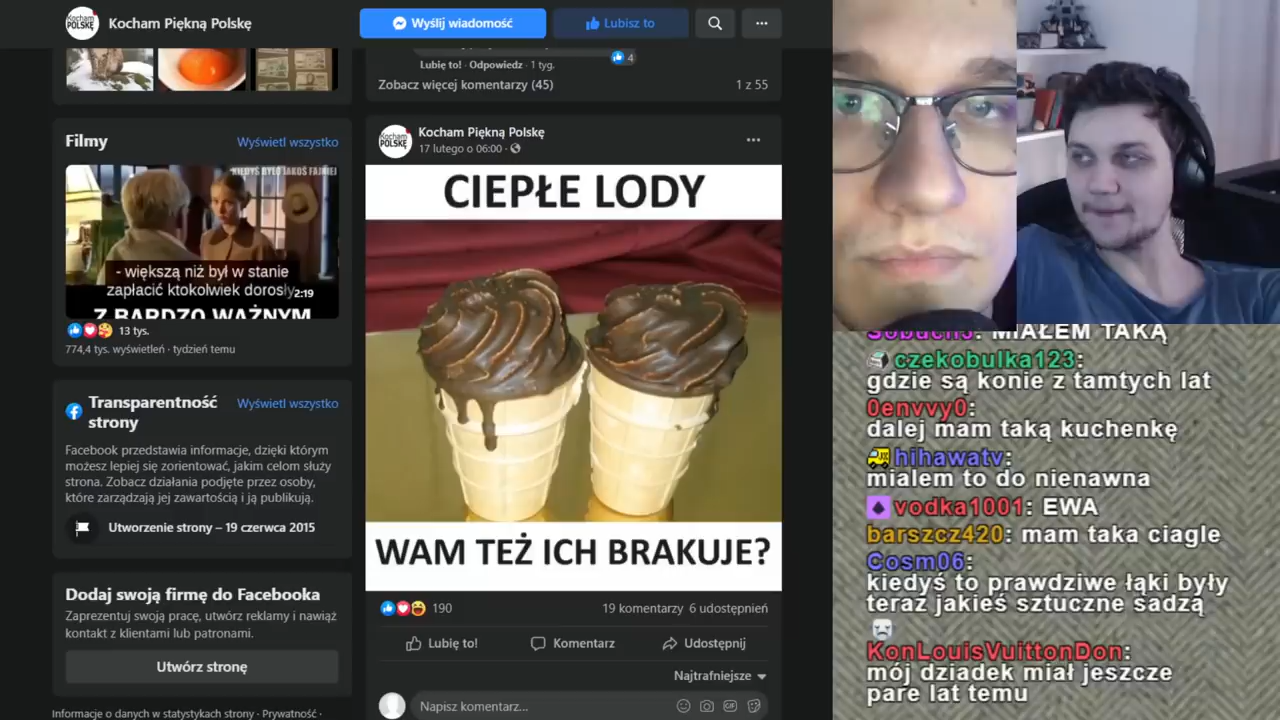 Kocham Piękną Polskę
Wyślij wiadomość
Lubisz to
Lubię to! · Odpowiedz · 1 tyg.
4
Zobacz więcej komentarzy (45)
1 z 55
Filmy
Wyświetl wszystko
KIEDYŚ BYŁO JAKOŚ FAJNIEJ
- większą niż był w stanie
zapłacić ktokolwiek dorosły
2:19
Z BARDZO WAŻNYM
13 tys.
774,4 tys. wyświetleń · tydzień temu
Transparentność
strony
Wyświetl wszystko
Facebook przedstawia informacje, dzięki którym
możesz lepiej się zorientować, jakim celom służy
strona. Zobacz działania podjęte przez osoby,
które zarządzają jej zawartością i ją publikują.
Utworzenie strony – 19 czerwca 2015
Dodaj swoją firmę do Facebooka
Zaprezentuj swoją pracę, utwórz reklamy i nawiąż
kontakt z klientami lub patronami.
Utwórz stronę
Informacje o danych w statystykach strony · Prywatność ·
Kocham
POLSKĘ
Kocham Piękną Polskę
17 lutego o 06:00 ·
CIEPŁE LODY
WAM TEŻ ICH BRAKUJE?
190
19 komentarzy 6 udostępnień
Lubię to!
Komentarz
Udostępnij
Najtrafniejsze
Napisz komentarz...
GIF
MIAŁEM TAKĄ
czekobulka123:
gdzie są konie z tamtych lat
0envvy0:
dalej mam taką kuchenkę
hihawatv:
mialem to do nienawna
vodka1001: EWA
barszcz420: mam taka ciagle
Cosm06:
kiedyś to prawdziwe łąki były
teraz jakieś sztuczne sadzą
KonLouisVuittonDon:
mój dziadek miał jeszcze
pare lat temu